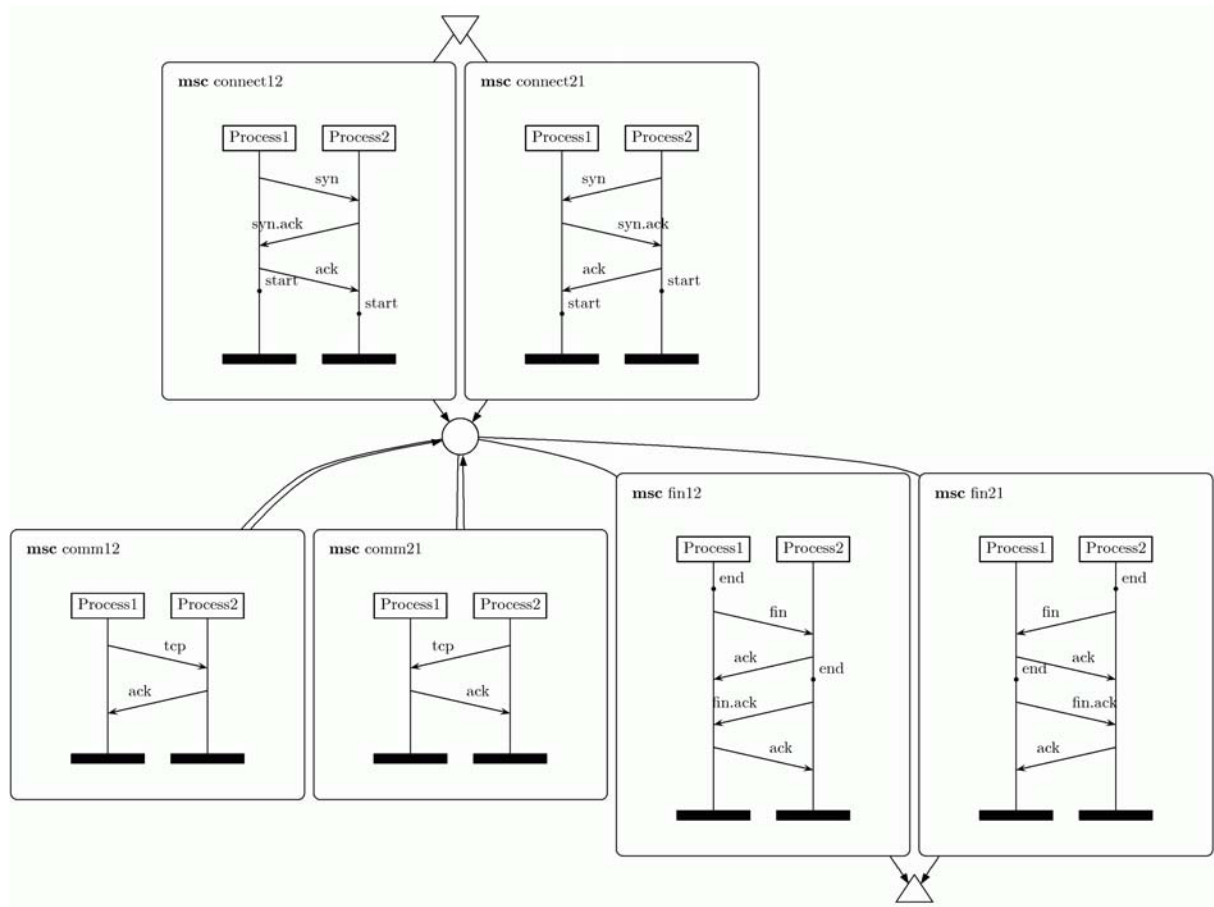 msc connect12
Process1 Process2
syn
syn.ack
ack
start
start
msc connect21
Process1 Process2
syn
syn.ack
ack
start
start
msc comm12
Process1 Process2
tcp
ack
msc comm21
Process1 Process2
tcp
ack
msc fin12
Process1 Process2
end
fin
ack
end
fin.ack
ack
msc fin21
Process1 Process2
end
fin
ack
end
fin.ack
ack